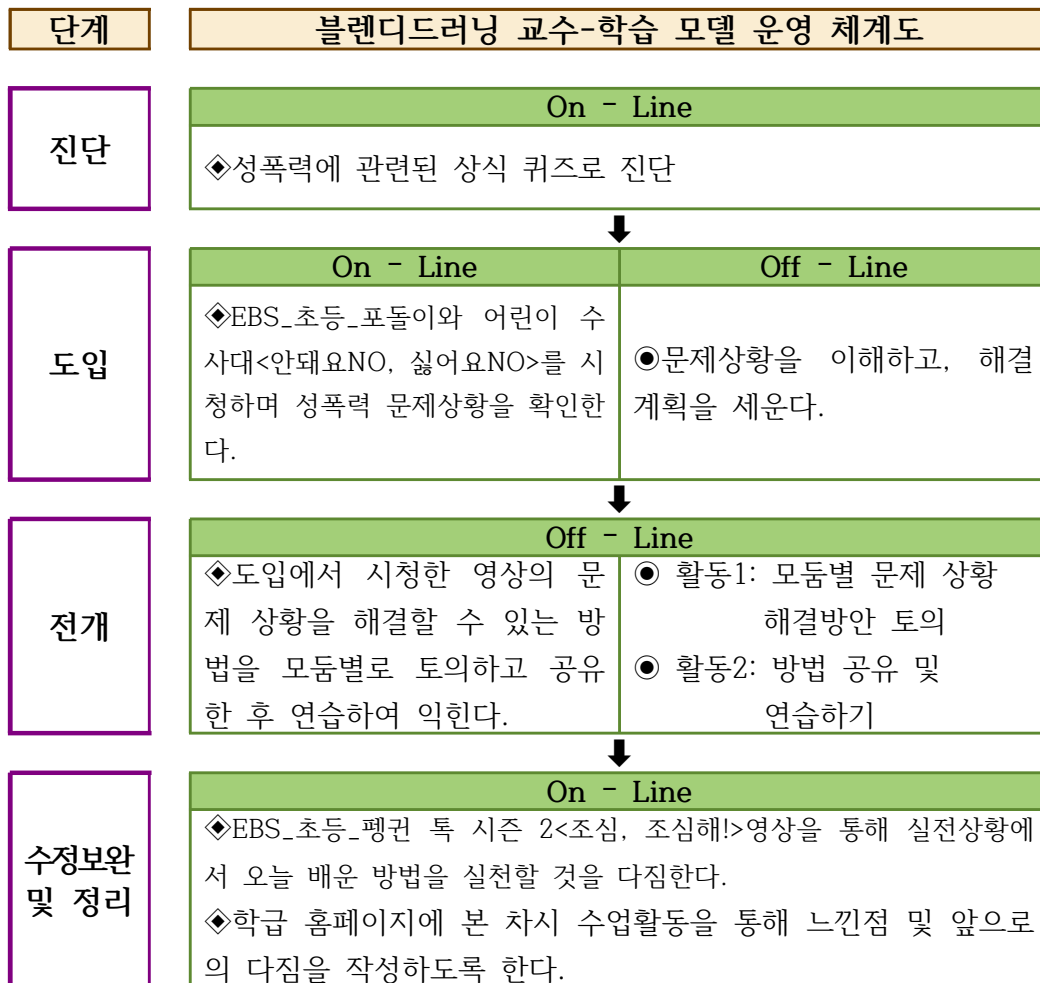 단계
블렌디드러닝 교수-학습 모델 운영 체계도
진단
On - Line
◈성폭력에 관련된 상식 퀴즈로 진단
도입
On - Line
◈EBS_초등_포돌이와 어린이 수
사대<안돼요NO, 싫어요NO>를 시
청하며 성폭력 문제상황을 확인한
다.
Off - Line
◉문제상황을 이해하고, 해결
계획을 세운다.
전개
Off - Line
◈도입에서 시청한 영상의 문
제 상황을 해결할 수 있는 방
법을 모둠별로 토의하고 공유
한 후 연습하여 익힌다.
◉ 활동1: 모둠별 문제 상황
해결방안 토의
◉ 활동2: 방법 공유 및
연습하기
수정보완
및 정리
On - Line
◈EBS_초등_펭귄 톡 시즌 2<조심, 조심해!>영상을 통해 실전상황에
서 오늘 배운 방법을 실천할 것을 다짐한다.
◈학급 홈페이지에 본 차시 수업활동을 통해 느낀점 및 앞으로
의 다짐을 작성하도록 한다.